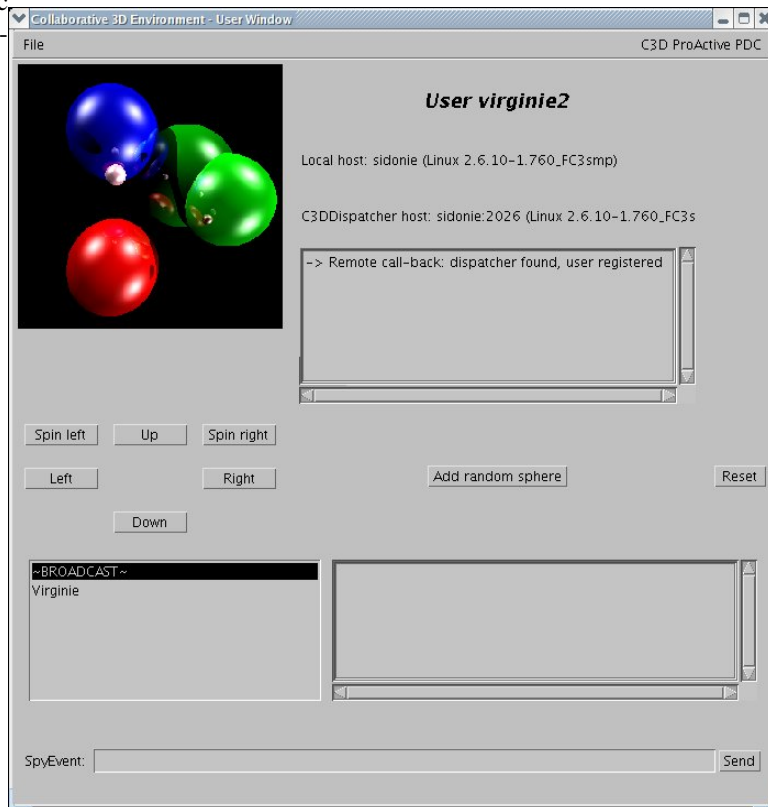 Collaborative 3D Environment - User Window
File
C3D ProActive PDC
User virginie2
Local host: sidonie (Linux 2.6.10-1.760_FC3smp)
C3DDispatcher host: sidonie:2026 (Linux 2.6.10-1.760_FC3s
-> Remote call-back: dispatcher found, user registered
Spin left
Up
Spin right
Left
Right
Add random sphere
Reset
Down
~BROADCAST~
Virginie
SpyEvent:
Send